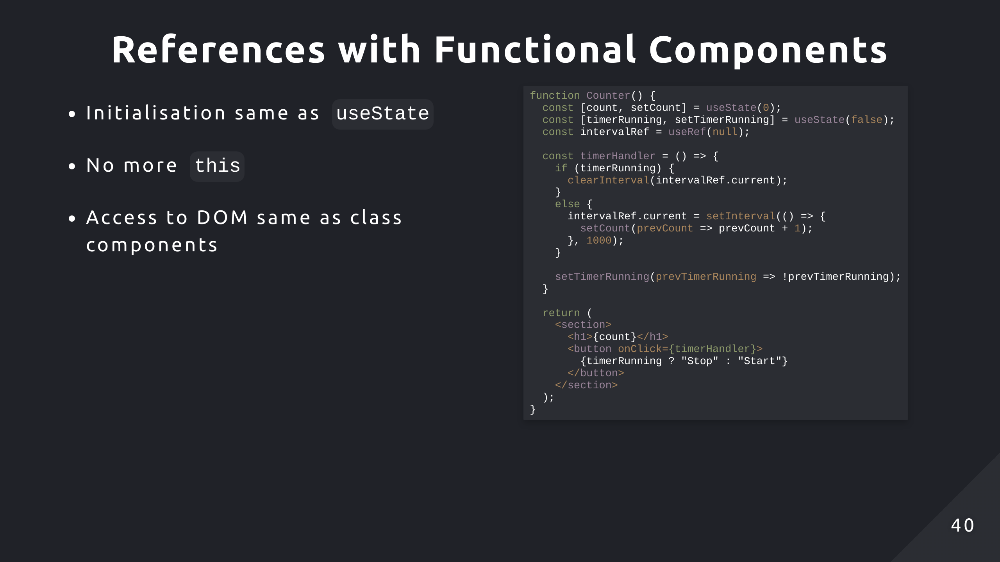 References with Functional Components
• Initialisation same as useState
• No more this
• Access to DOM same as class
components
function Counter() {
  const [count, setCount] = useState(0);
  const [timerRunning, setTimerRunning] = useState(false);
  const intervalRef = useRef(null);

  const timerHandler = () => {
    if (timerRunning) {
      clearInterval(intervalRef.current);
    }
    else {
      intervalRef.current = setInterval(() => {
        setCount(prevCount => prevCount + 1);
      }, 1000);
    }

    setTimerRunning(prevTimerRunning => !prevTimerRunning);
  }

  return (
    <section>
      <h1>{count}</h1>
      <button onClick={timerHandler}>
        {timerRunning ? "Stop" : "Start"}
      </button>
    </section>
  );
}
40